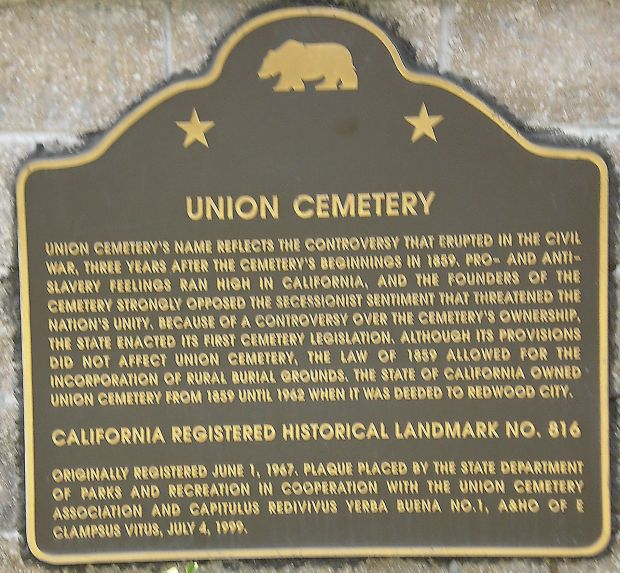 UNION CEMETERY
UNION CEMETERY'S NAME REFLECTS THE CONTROVERSY THAT ERUPTED IN THE CIVIL
WAR, THREE YEARS AFTER THE CEMETERY'S BEGINNINGS IN 1859. PRO- AND ANTI-
SLAVERY FEELINGS RAN HIGH IN CALIFORNIA, AND THE FOUNDERS OF THE
CEMETERY STRONGLY OPPOSED THE SECESSIONIST SENTIMENT THAT THREATENED THE
NATION'S UNITY. BECAUSE OF A CONTROVERSY OVER THE CEMETERY'S OWNERSHIP,
THE STATE ENACTED ITS FIRST CEMETERY LEGISLATION. ALTHOUGH ITS PROVISIONS
DID NOT AFFECT UNION CEMETERY, THE LAW OF 1859 ALLOWED FOR THE
INCORPORATION OF RURAL BURIAL GROUNDS. THE STATE OF CALIFORNIA OWNED
UNION CEMETERY FROM 1859 UNTIL 1962 WHEN IT WAS DEEDED TO REDWOOD CITY.
CALIFORNIA REGISTERED HISTORICAL LANDMARK NO. 816
ORIGINALLY REGISTERED JUNE 1, 1967. PLAQUE PLACED BY THE STATE DEPARTMENT
OF PARKS AND RECREATION IN COOPERATION WITH THE UNION CEMETERY
ASSOCIATION AND CAPITULUS REDIVIVUS YERBA BUENA NO.1, A&HO OF E
CLAMPSUS VITUS, JULY 4, 1999.